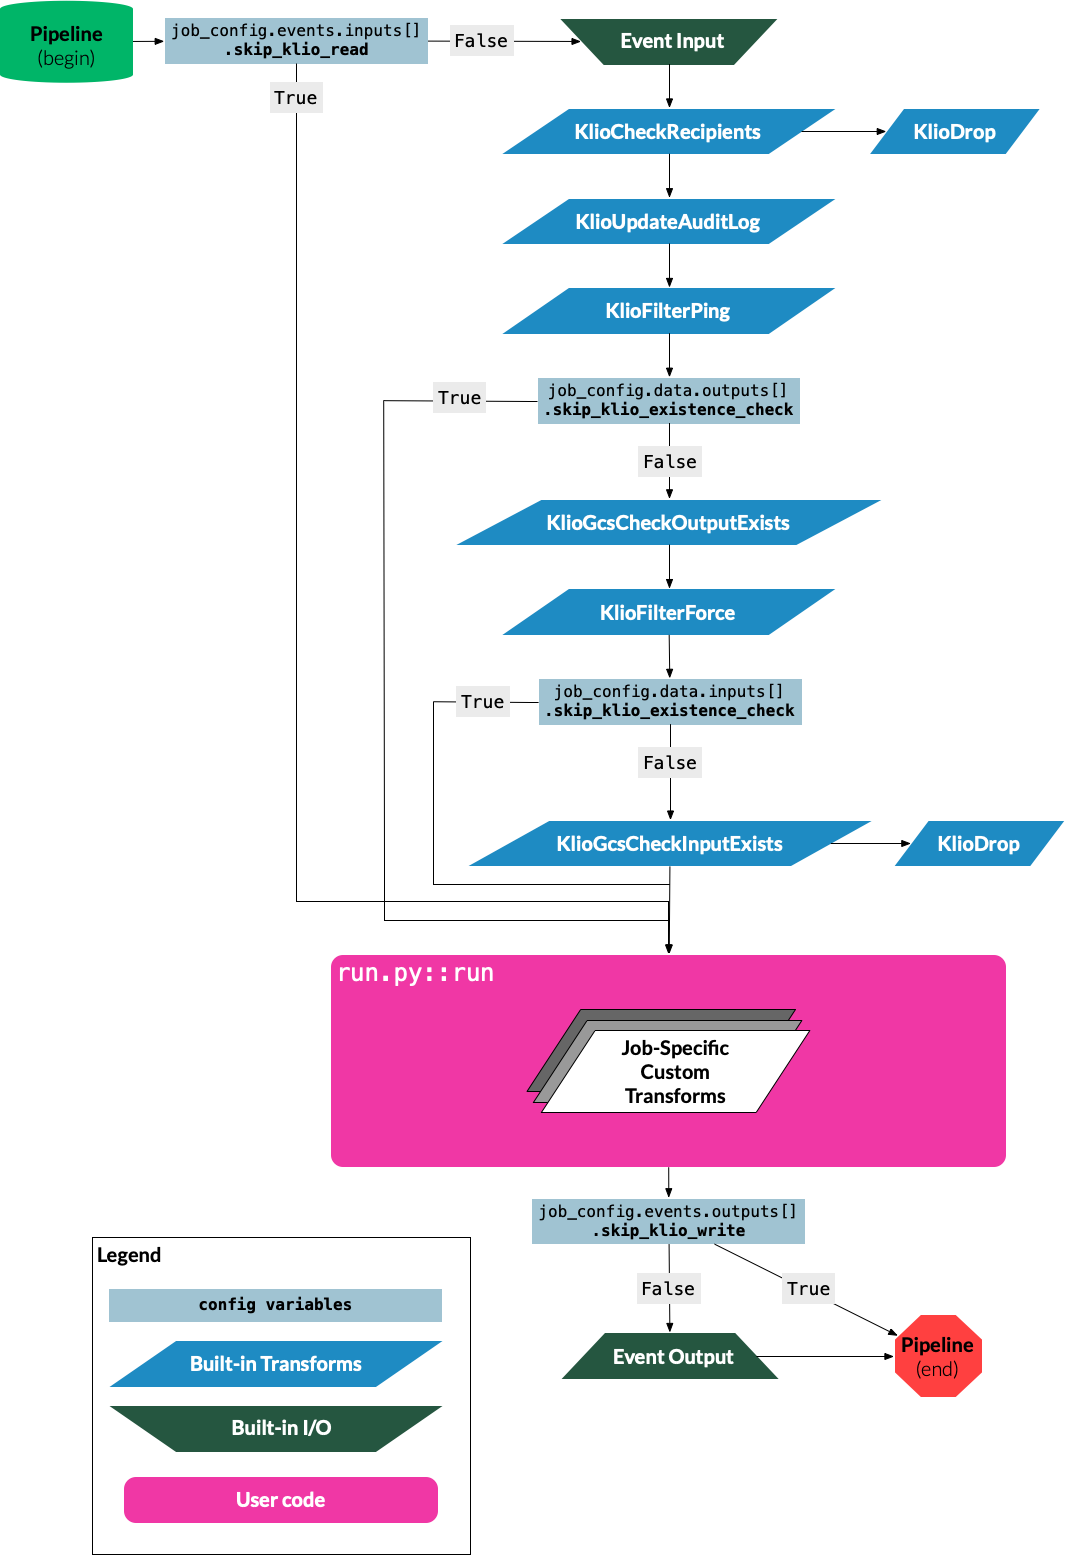 Pipeline
(begin)
job_config.events.inputs[]
.skip_klio_read
False
Event Input
True
KlioCheckRecipients
KlioDrop
KlioUpdateAuditLog
KlioFilterPing
job_config.data.outputs[]
.skip_klio_existence_check
True
False
KlioGcsCheckOutputExists
KlioFilterForce
job_config.data.inputs[]
.skip_klio_existence_check
True
False
KlioGcsCheckInputExists
KlioDrop
run.py::run
Job-Specific
Custom
Transforms
job_config.events.outputs[]
.skip_klio_write
False
True
Event Output
Pipeline
(end)
Legend
config variables
Built-in Transforms
Built-in I/O
User code